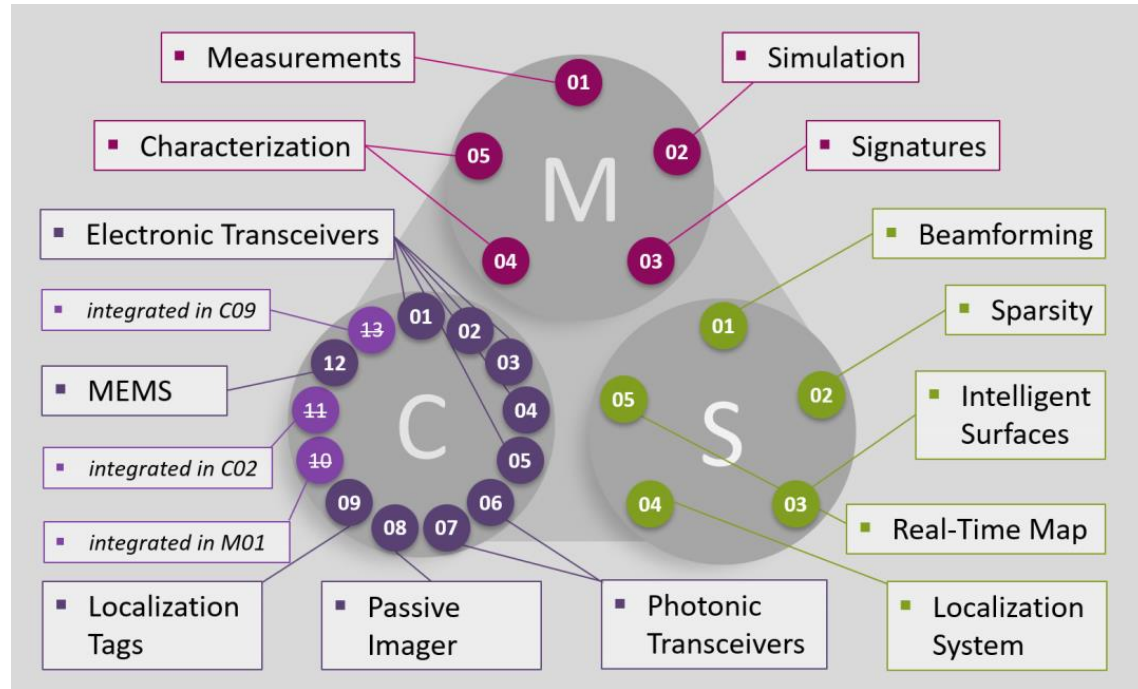 ▪ Measurements
▪ Simulation
01
▪ Characterization
05
02
▪ Signatures
M
04
03
▪ Electronic Transceivers
▪ Beamforming
▪ integrated in C09
13
01
02
03
04
05
06
07
08
09
10
11
12
C
▪ MEMS
▪ integrated in C02
▪ integrated in M01
▪ Localization
Tags
▪ Passive
Imager
▪ Photonic
Transceivers
01
▪ Sparsity
02
05
S
▪ Intelligent
Surfaces
04
03
▪ Real-Time Map
▪ Localization
System